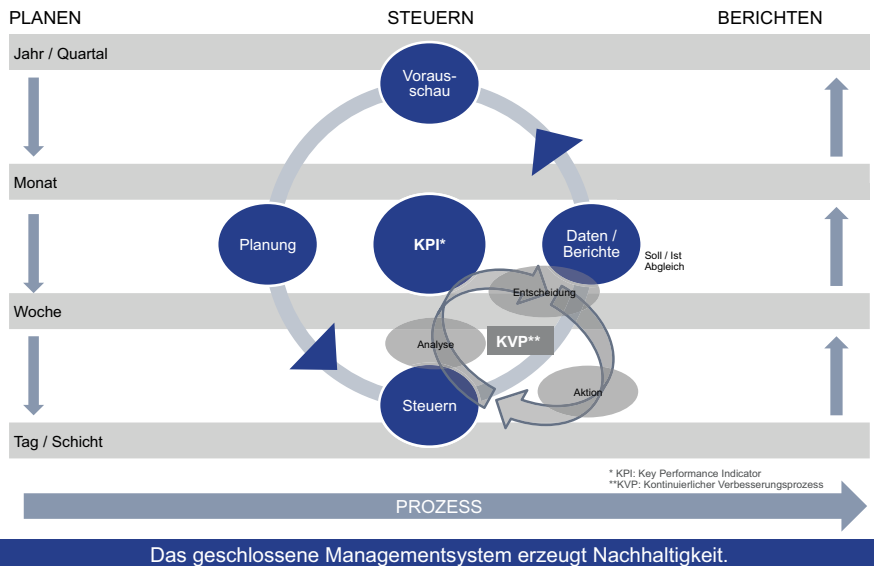 PLANEN
STEUERN
BERICHTEN
Jahr / Quartal
Voraus-
schau
Monat
Planung
KPI*
Daten /
Berichte
Soll / Ist
Abgleich
Entscheidung
Woche
Analyse
KVP**
Aktion
Steuern
Tag / Schicht
* KPI: Key Performance Indicator
**KVP: Kontinuierlicher Verbesserungsprozess
PROZESS
Das geschlossene Managementsystem erzeugt Nachhaltigkeit.